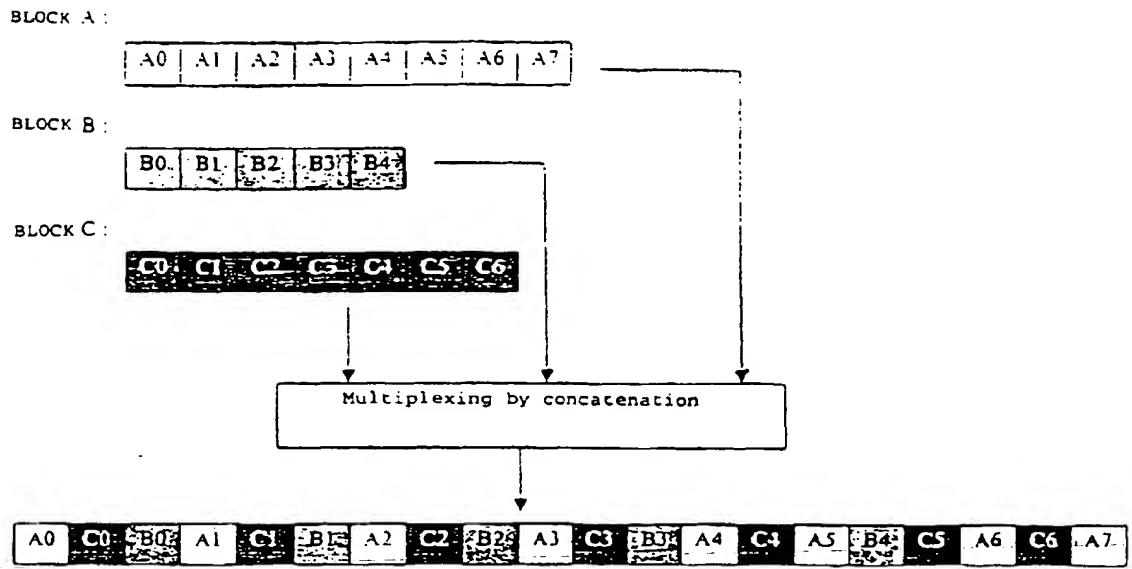 BLOCK A :
A0 A1 A2 A3 A4 A5 A6 A7
BLOCK B :
B0 B1 B2 B3 B4
BLOCK C :
C0 C1 C2 C3 C4 C5 C6
Multiplexing by concatenation
A0 C0 B0 A1 C1 B1 A2 C2 B2 A3 C3 B3 A4 C4 A5 B4 C5 A6 C6 A7